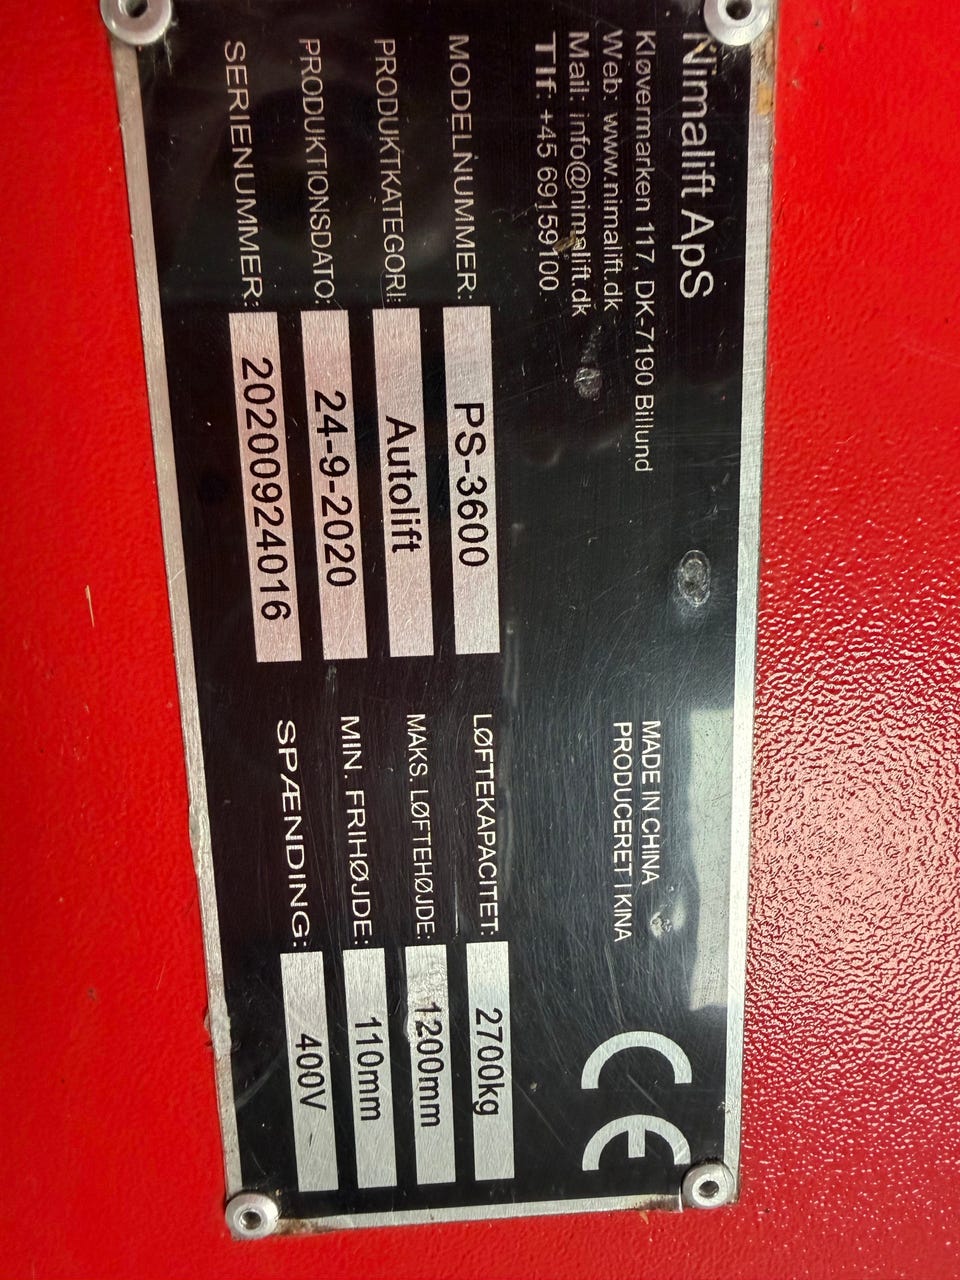 Nimalift ApS
Kløvermarken 117, DK-7190 Billund
Web: www.nimalift.dk
Mail: info@nimalift.dk
Tlf: +45 69159100
MADE IN CHINA
PRODUCERET I KINA
CE
MODELNUMMER: PS-3600
PRODUKTKATEGORI: Autolift
PRODUKTIONSDATO: 24-9-2020
SERIENUMMER: 20200924016
LØFTEKAPACITET: 2700kg
MAKS. LØFTEHØJDE: 1200mm
MIN. FRIHØJDE: 110mm
SPÆNDING: 400V